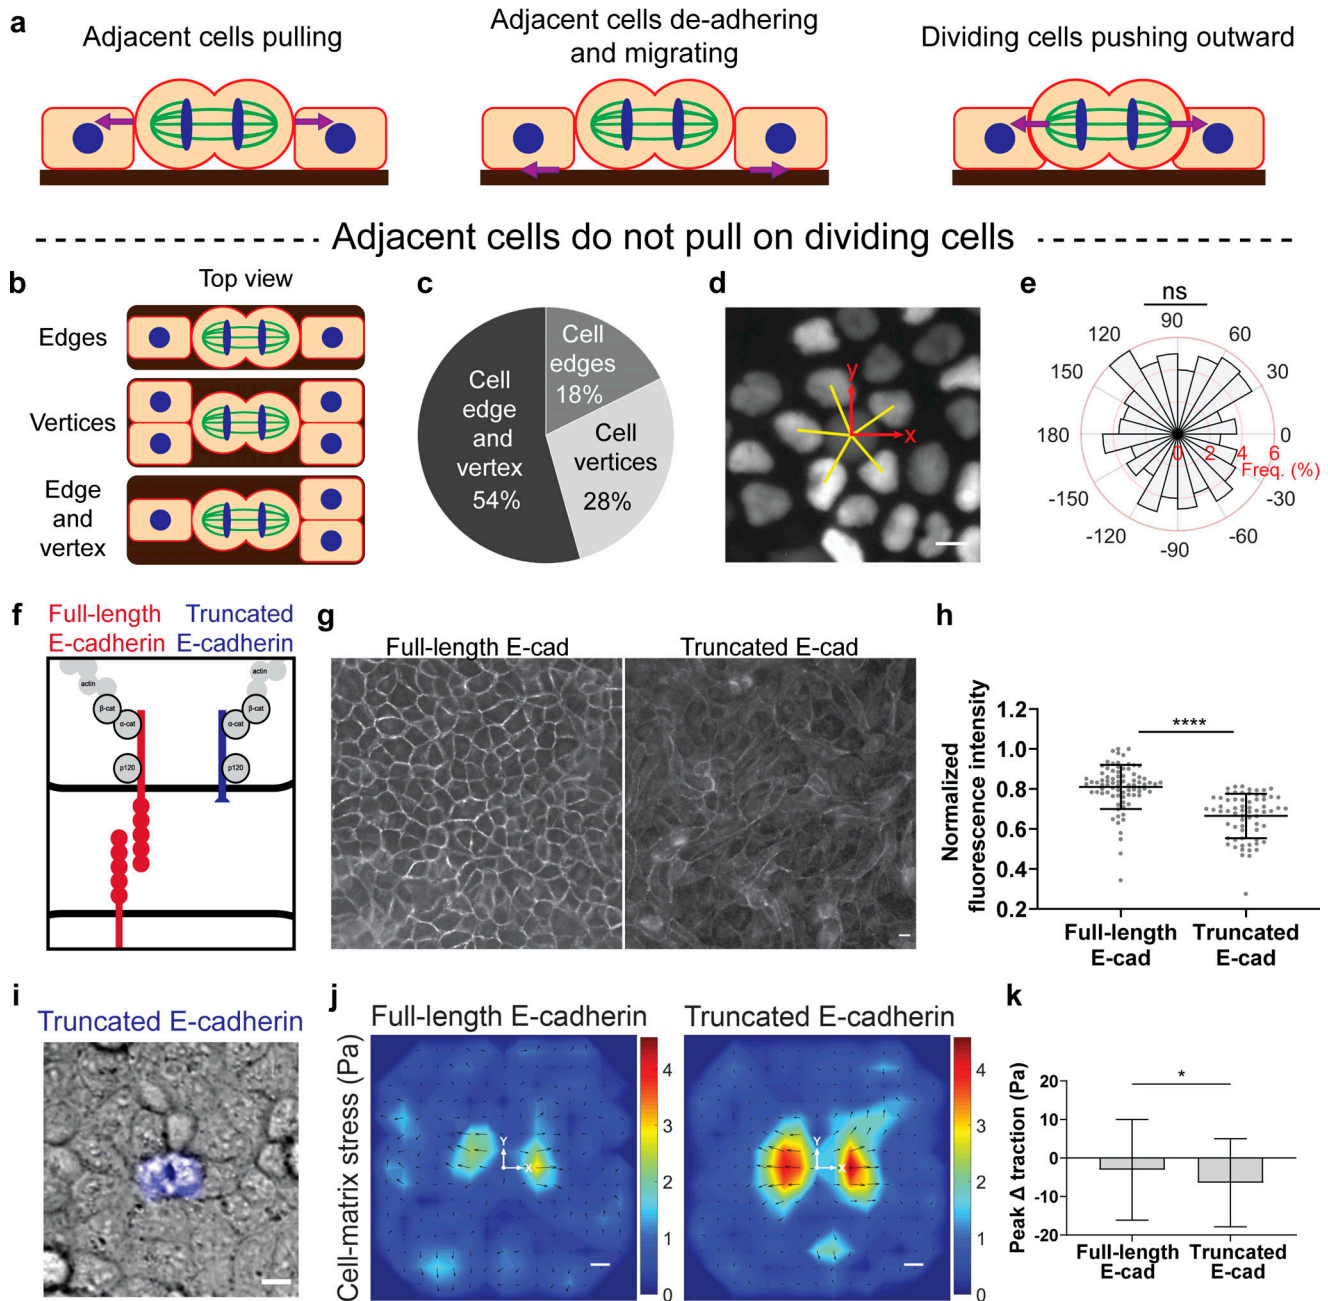 a
Adjacent cells pulling
Adjacent cells de-adhering
and migrating
Dividing cells pushing outward
Adjacent cells do not pull on dividing cells
b
Top view
Edges
Vertices
Edge
and
vertex
c
Cell
edges
18%
Cell
edge
and
vertex
54%
Cell
vertices
28%
d
y
x
e
ns
90
120
60
150
30
180
0
0 2 4 6
Freq. (%)
-150
-30
-120
-60
-90
f
Full-length
E-cadherin
Truncated
E-cadherin
actin
β-cat
α-cat
p120
actin
β-cat
α-cat
p120
g
Full-length E-cad
Truncated E-cad
h
Normalized
fluorescence intensity
1.2
1.0
0.8
0.6
0.4
0.2
****
Full-length
E-cad
Truncated
E-cad
i
Truncated E-cadherin
j
Full-length E-cadherin
Truncated E-cadherin
Cell-matrix stress (Pa)
Y
X
4
3
2
1
0
Y
X
4
3
2
1
0
k
Peak Δ traction (Pa)
20
10
0
-10
-20
*
Full-length
E-cad
Truncated
E-cad